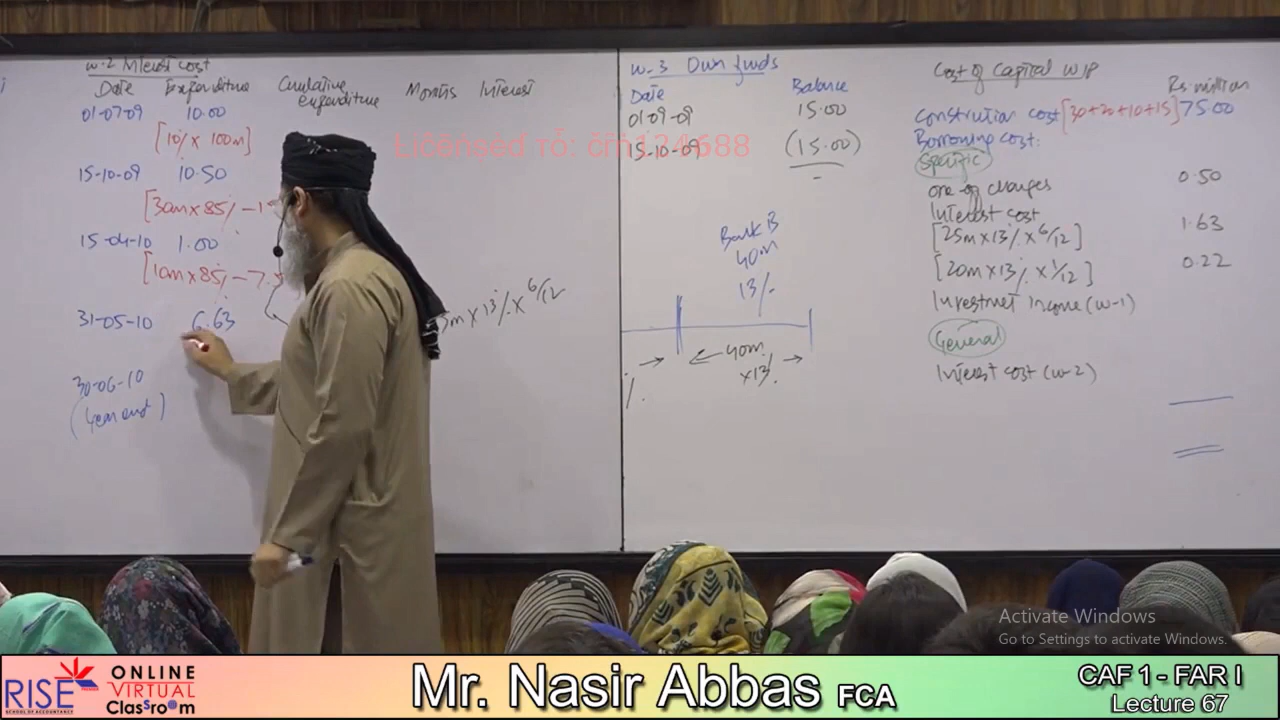 w-2 Interest cost
Date Expenditure Cumulative expenditure Months Interest
01-07-09 10.00
[10% x 100m]
15-10-09 10.50
[30m x 85% - 1
15-04-10 1.00
[10m x 85% - 7.5
31-05-10 6.63
m x 13% x 6/12
30-06-10
(Year end)
w-3 Own funds
Date Balance
01-09-09 15.00
15-10-09 (15.00)
-
Bank B
40m
13%
40m
x13%
%
Cost of Capital WIP
Rs. million
Construction cost [30+20+10+15] 75.00
Borrowing cost:
Specific
one off charges 0.50
Interest cost
[25m x 13% x 6/12] 1.63
[20m x 13% x 1/12] 0.22
Investment income (w-1)
General
Interest cost (w-2)
Activate Windows
Go to Settings to activate Windows.
RISE
SCHOOL OF ACCOUNTANCY
ONLINE
VIRTUAL
ClasSro@m
Mr. Nasir Abbas FCA
CAF 1 - FAR I
Lecture 67